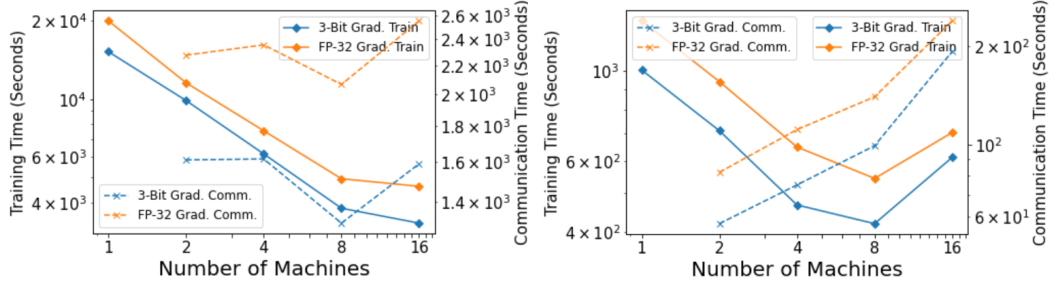 2 × 10⁴
10⁴
6 × 10³
4 × 10³
Training Time (Seconds)
3-Bit Grad. Train
FP-32 Grad. Train
3-Bit Grad. Comm.
FP-32 Grad. Comm.
2.6 × 10³
2.4 × 10³
2.2 × 10³
2 × 10³
1.8 × 10³
1.6 × 10³
1.4 × 10³
Communication Time (Seconds)
1 2 4 8 16
Number of Machines
10³
6 × 10²
4 × 10²
Training Time (Seconds)
3-Bit Grad. Comm.
FP-32 Grad. Comm.
3-Bit Grad. Train
FP-32 Grad. Train
2 × 10²
10²
6 × 10¹
Communication Time (Seconds)
1 2 4 8 16
Number of Machines